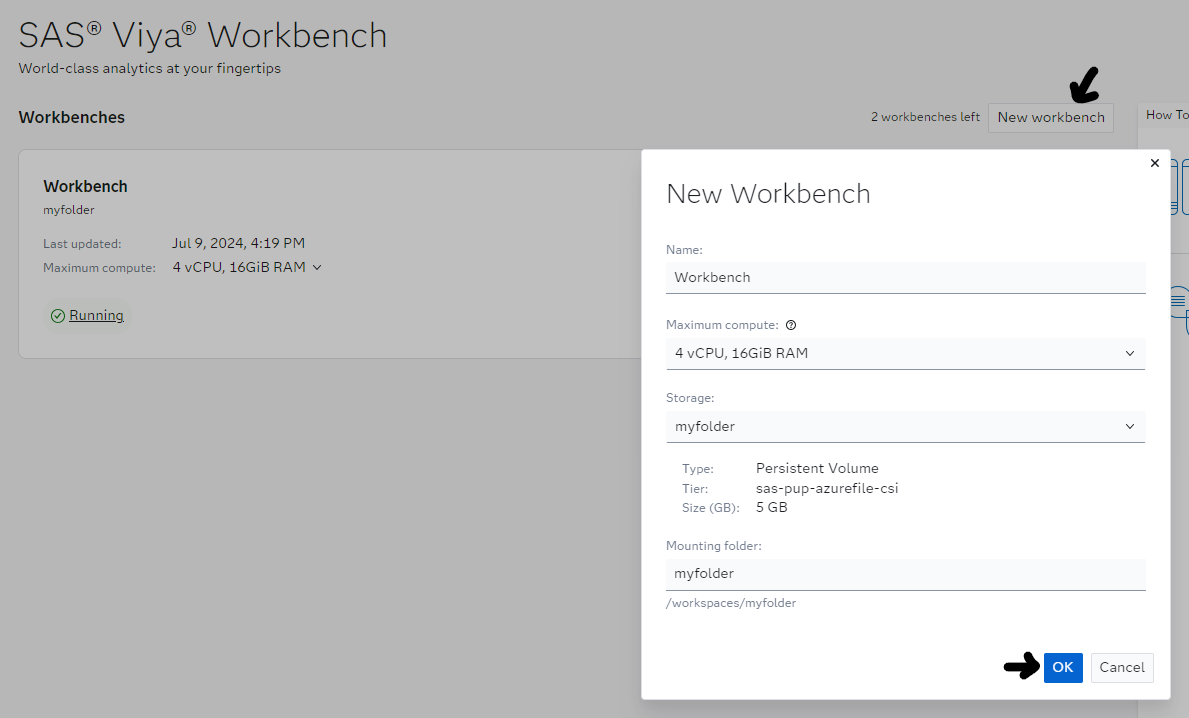 SAS® Viya® Workbench
World-class analytics at your fingertips
Workbenches
2 workbenches left
New workbench
How To
Workbench
myfolder
Last updated: Jul 9, 2024, 4:19 PM
Maximum compute: 4 vCPU, 16GiB RAM
Running
New Workbench
Name:
Workbench
Maximum compute:
4 vCPU, 16GiB RAM
Storage:
myfolder
Type: Persistent Volume
Tier: sas-pup-azurefile-csi
Size (GB): 5 GB
Mounting folder:
myfolder
/workspaces/myfolder
OK
Cancel